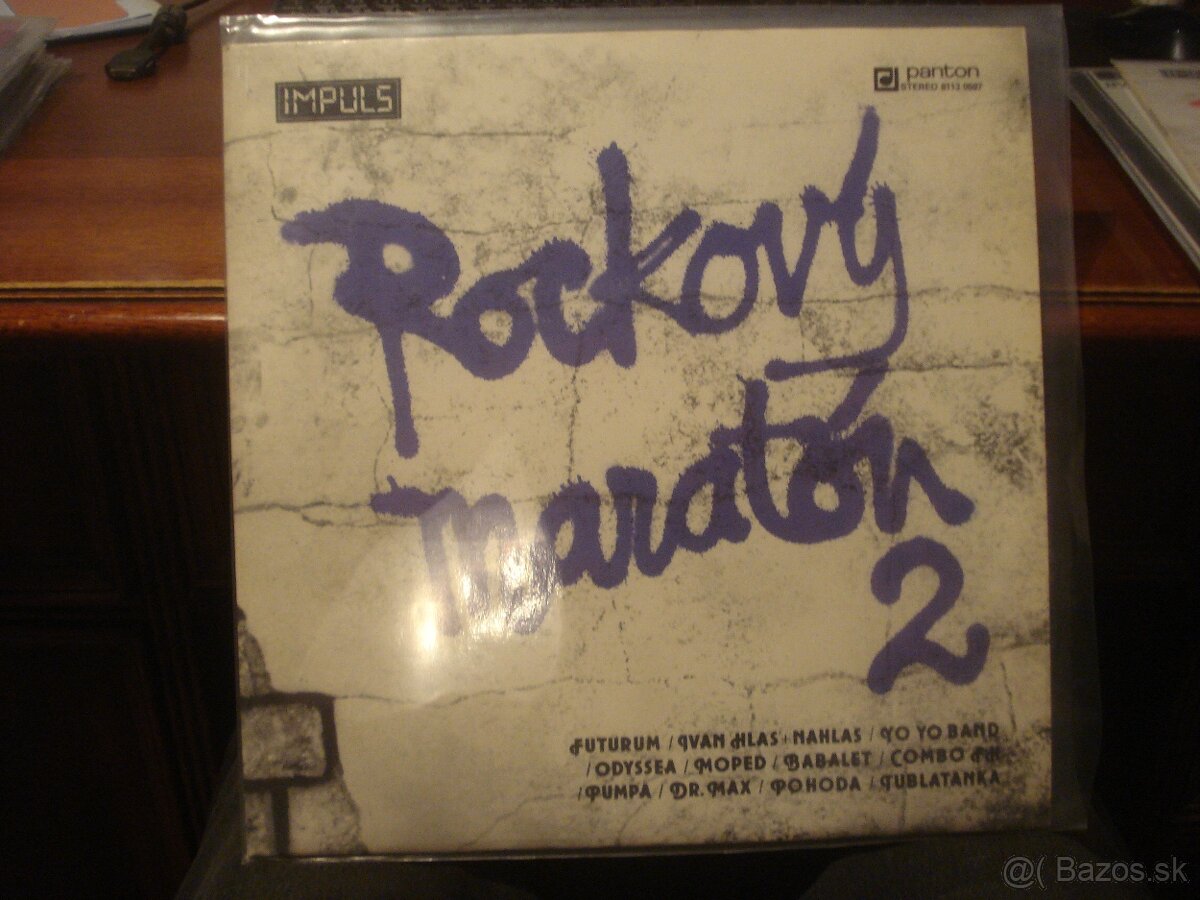 IMPULS
panton
STEREO 8113 0587
Rockový
maratón
2
FUTURUM / IVAN HLAS + NAHLAS / YO YO BAND
/ ODYSSEA / MOPED / BABALET / COMBO FH
/ PUMPA / DR. MAX / POHODA / TUBLATANKA
@( Bazos.sk